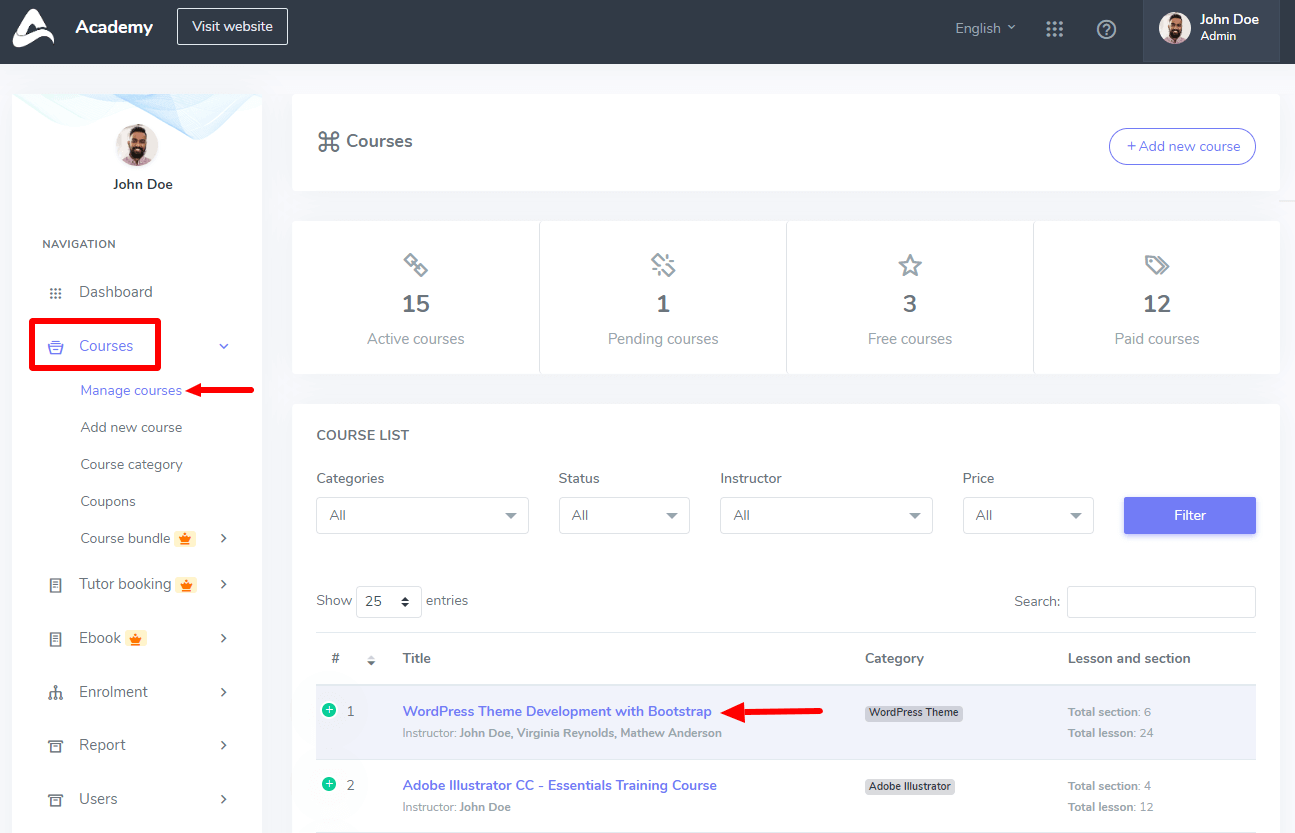 Academy
Visit website
English
John Doe
Admin
John Doe
NAVIGATION
Dashboard
Courses
Manage courses
Add new course
Course category
Coupons
Course bundle
Tutor booking
Ebook
Enrolment
Report
Users
Courses
+ Add new course
15
Active courses
1
Pending courses
3
Free courses
12
Paid courses
COURSE LIST
Categories
All
Status
All
Instructor
All
Price
All
Filter
Show 25 entries
Search:
# Title Category Lesson and section
1 WordPress Theme Development with Bootstrap WordPress Theme Total section: 6
Instructor: John Doe, Virginia Reynolds, Mathew Anderson Total lesson: 24
2 Adobe Illustrator CC - Essentials Training Course Adobe Illustrator Total section: 4
Instructor: John Doe Total lesson: 12